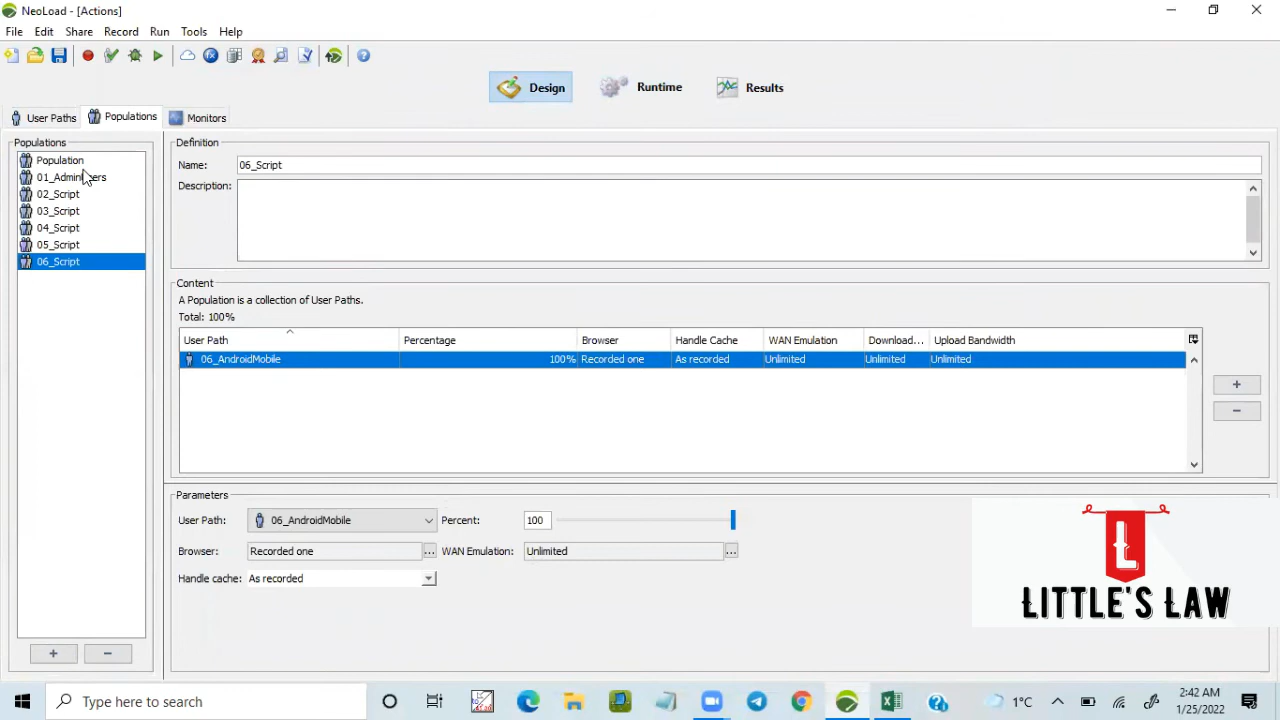 NeoLoad - [Actions]
File Edit Share Record Run Tools Help
Design Runtime Results
User Paths Populations Monitors
Populations
Population
02_Script
03_Script
04_Script
05_Script
06_Script
+ −
Definition
Name: 06_Script
Description:
Content
A Population is a collection of User Paths.
Total: 100%
User Path Percentage Browser Handle Cache WAN Emulation Download... Upload Bandwidth
06_AndroidMobile 100% Recorded one As recorded Unlimited Unlimited Unlimited
+
−
Parameters
User Path: 06_AndroidMobile Percent: 100
Browser: Recorded one ... WAN Emulation: Unlimited ...
Handle cache: As recorded
L
LITTLE'S LAW
Type here to search
1°C
2:42 AM
1/25/2022